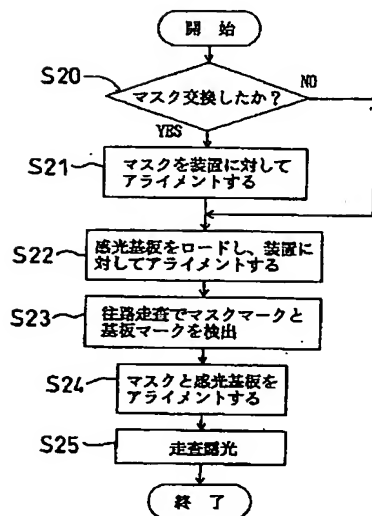 開始
S20
マスク交換したか?
NO
YES
S21
マスクを装置に対して
アライメントする
S22
感光基板をロードし、装置に
対してアライメントする
S23
往路走査でマスクマークと
基板マークを検出
S24
マスクと感光基板を
アライメントする
S25
走査露光
終了